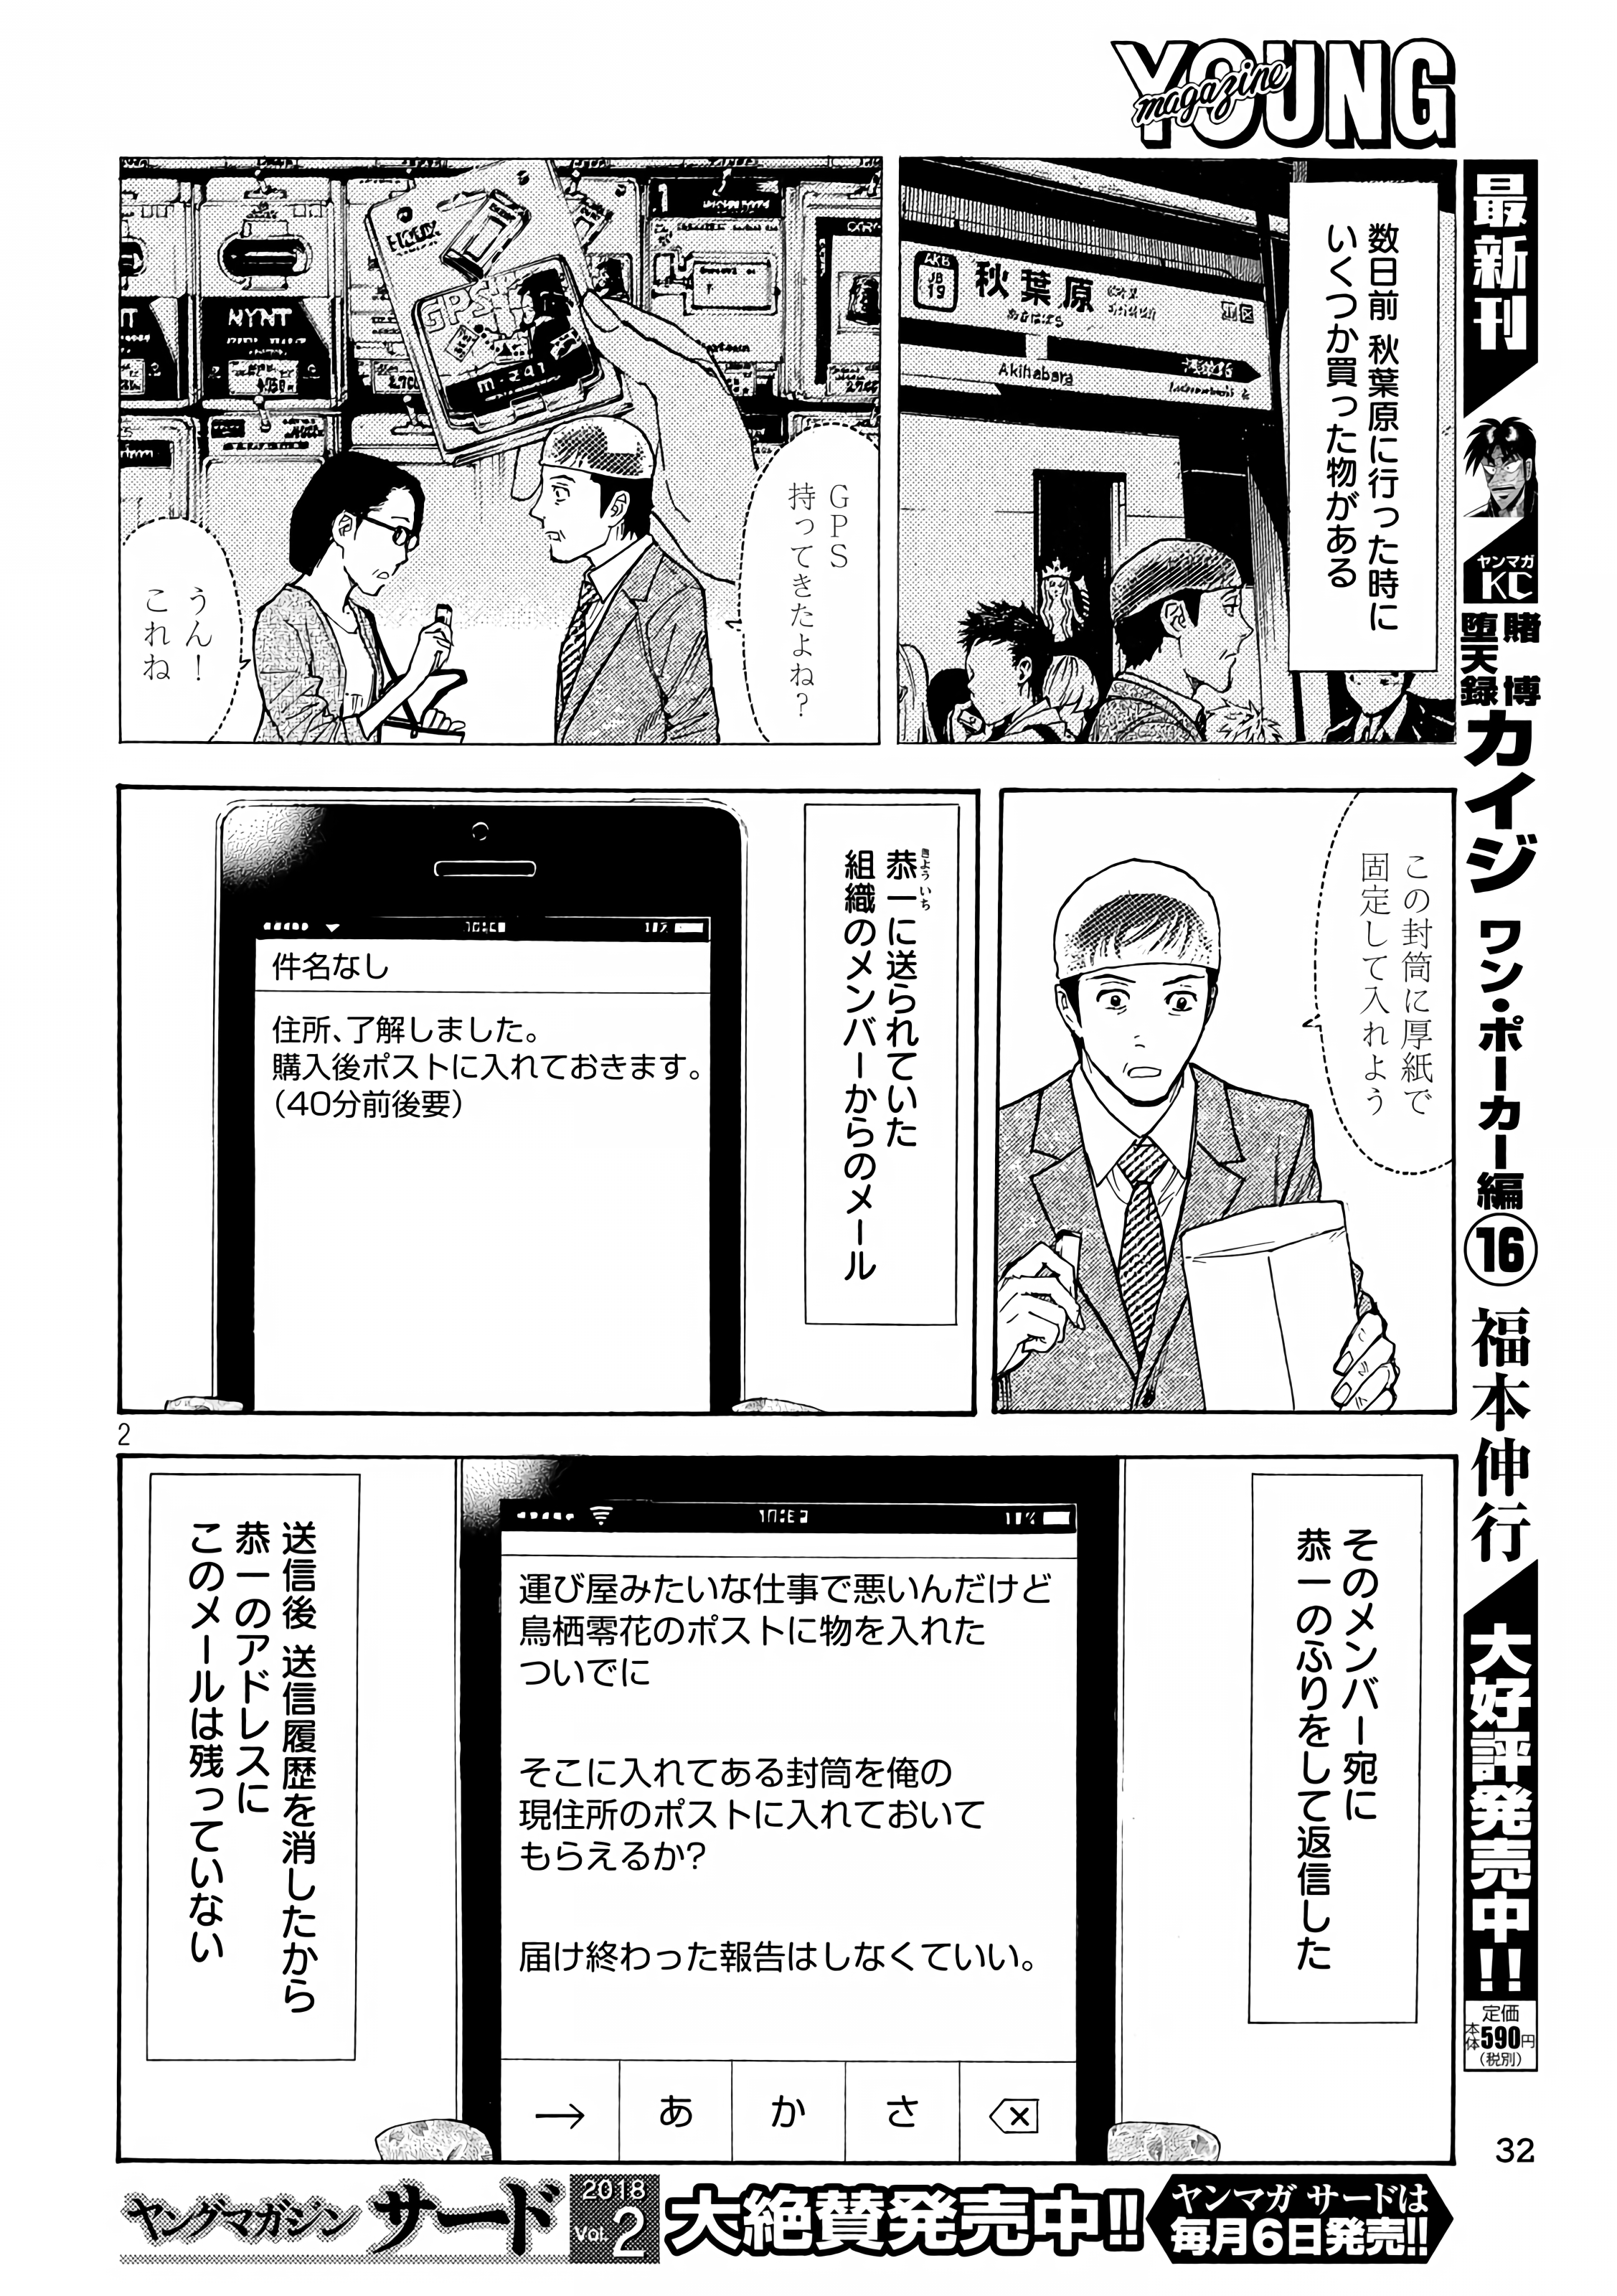 YOUNG
magazine
数日前 秋葉原に行った時に
いくつか買った物がある
AKB
JB
19
秋葉原
あきはばら
Akihabara
GPS
持ってきたよね?
うん!
これね
GPS
m-241
NYNT
この封筒に厚紙で
固定して入れよう
恭一に送られていた
きょういち
組織のメンバーからのメール
件名なし
住所、了解しました。
購入後ポストに入れておきます。
(40分前後要)
2
そのメンバー宛に
恭一のふりをして返信した
運び屋みたいな仕事で悪いんだけど
鳥栖零花のポストに物を入れた
ついでに
そこに入れてある封筒を俺の
現住所のポストに入れておいて
もらえるか?
届け終わった報告はしなくていい。
→
あ
か
さ
送信後 送信履歴を消したから
恭一のアドレスに
このメールは残っていない
最新刊
ヤンマガ
KC
賭博
堕天録
カイジ
ワン・ポーカー編
16
福本伸行
大好評発売中!!
定価
本体590円
(税別)
32
ヤングマガジン サード
2018
Vol.2
大絶賛発売中!!
ヤンマガ サードは
毎月6日発売!!